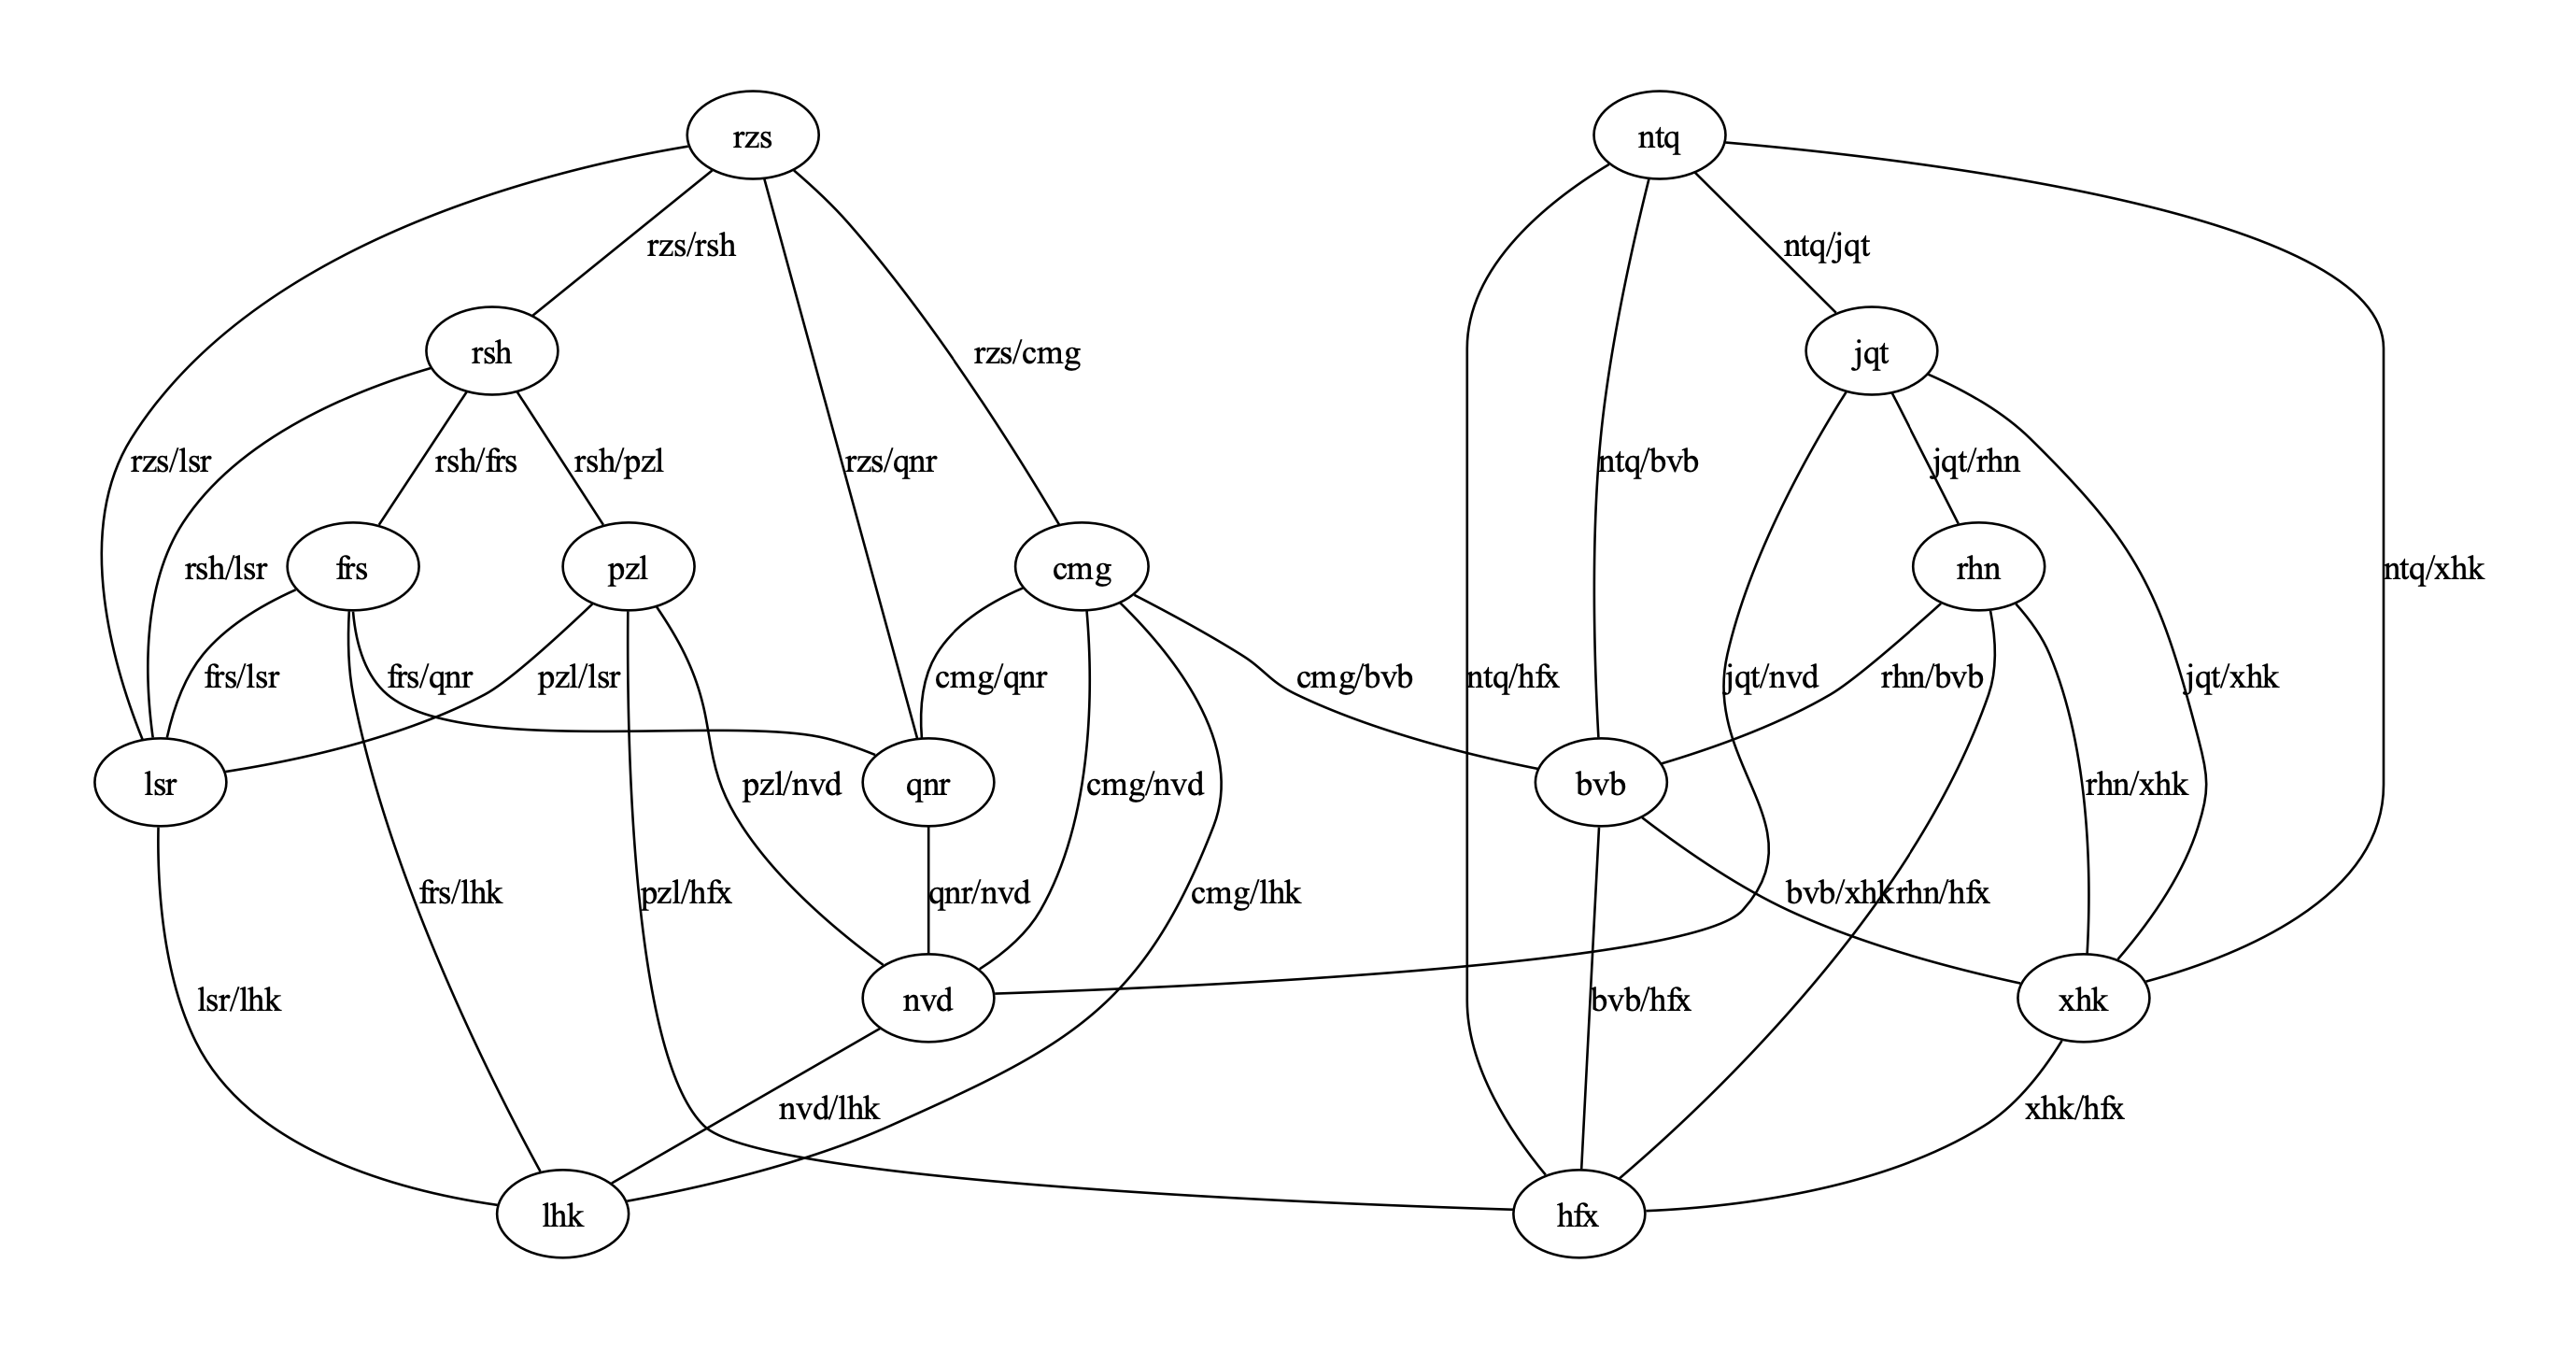 rzs
ntq
rzs/rsh
ntq/jqt
rsh
rzs/cmg
jqt
rzs/lsr
rsh/frs
rsh/pzl
rzs/qnr
ntq/bvb
jqt/rhn
rsh/lsr
frs
pzl
cmg
rhn
ntq/xhk
frs/lsr
frs/qnr
pzl/lsr
cmg/qnr
cmg/bvb
ntq/hfx
jqt/nvd
rhn/bvb
jqt/xhk
lsr
pzl/nvd
qnr
cmg/nvd
bvb
rhn/xhk
frs/lhk
pzl/hfx
qnr/nvd
cmg/lhk
bvb/xhk
rhn/hfx
lsr/lhk
nvd
bvb/hfx
xhk
nvd/lhk
xhk/hfx
lhk
hfx